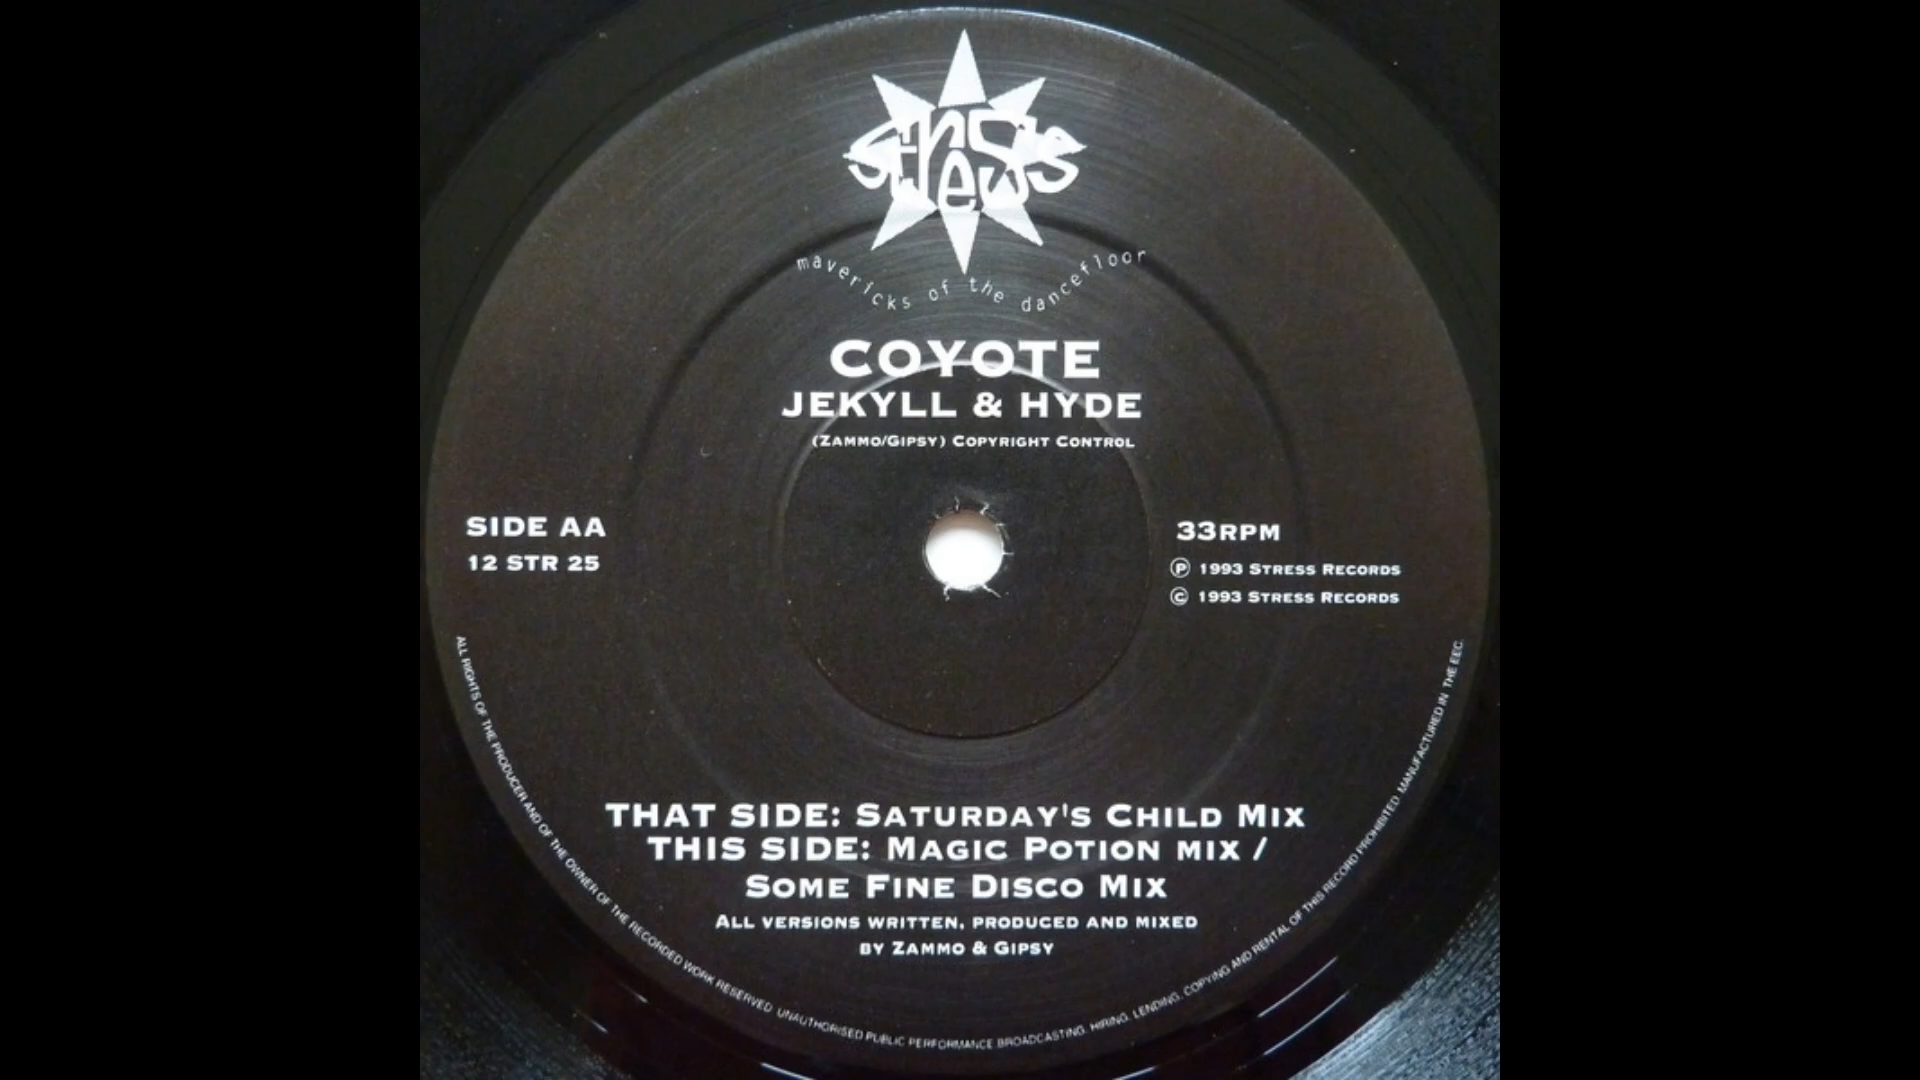 stress
mavericks of the dancefloor
COYOTE
JEKYLL & HYDE
(ZAMMO/GIPSY) COPYRIGHT CONTROL
SIDE AA
12 STR 25
33RPM
Ⓟ 1993 STRESS RECORDS
© 1993 STRESS RECORDS
THAT SIDE: SATURDAY'S CHILD MIX
THIS SIDE: MAGIC POTION MIX /
SOME FINE DISCO MIX
ALL VERSIONS WRITTEN, PRODUCED AND MIXED
BY ZAMMO & GIPSY
ALL RIGHTS OF THE PRODUCER AND OF THE OWNER OF THE RECORDED WORK RESERVED. UNAUTHORISED PUBLIC PERFORMANCE BROADCASTING. HIRING. LENDING. COPYING AND RENTAL OF THIS RECORD PROHIBITED. MANUFACTURED IN THE EEC.